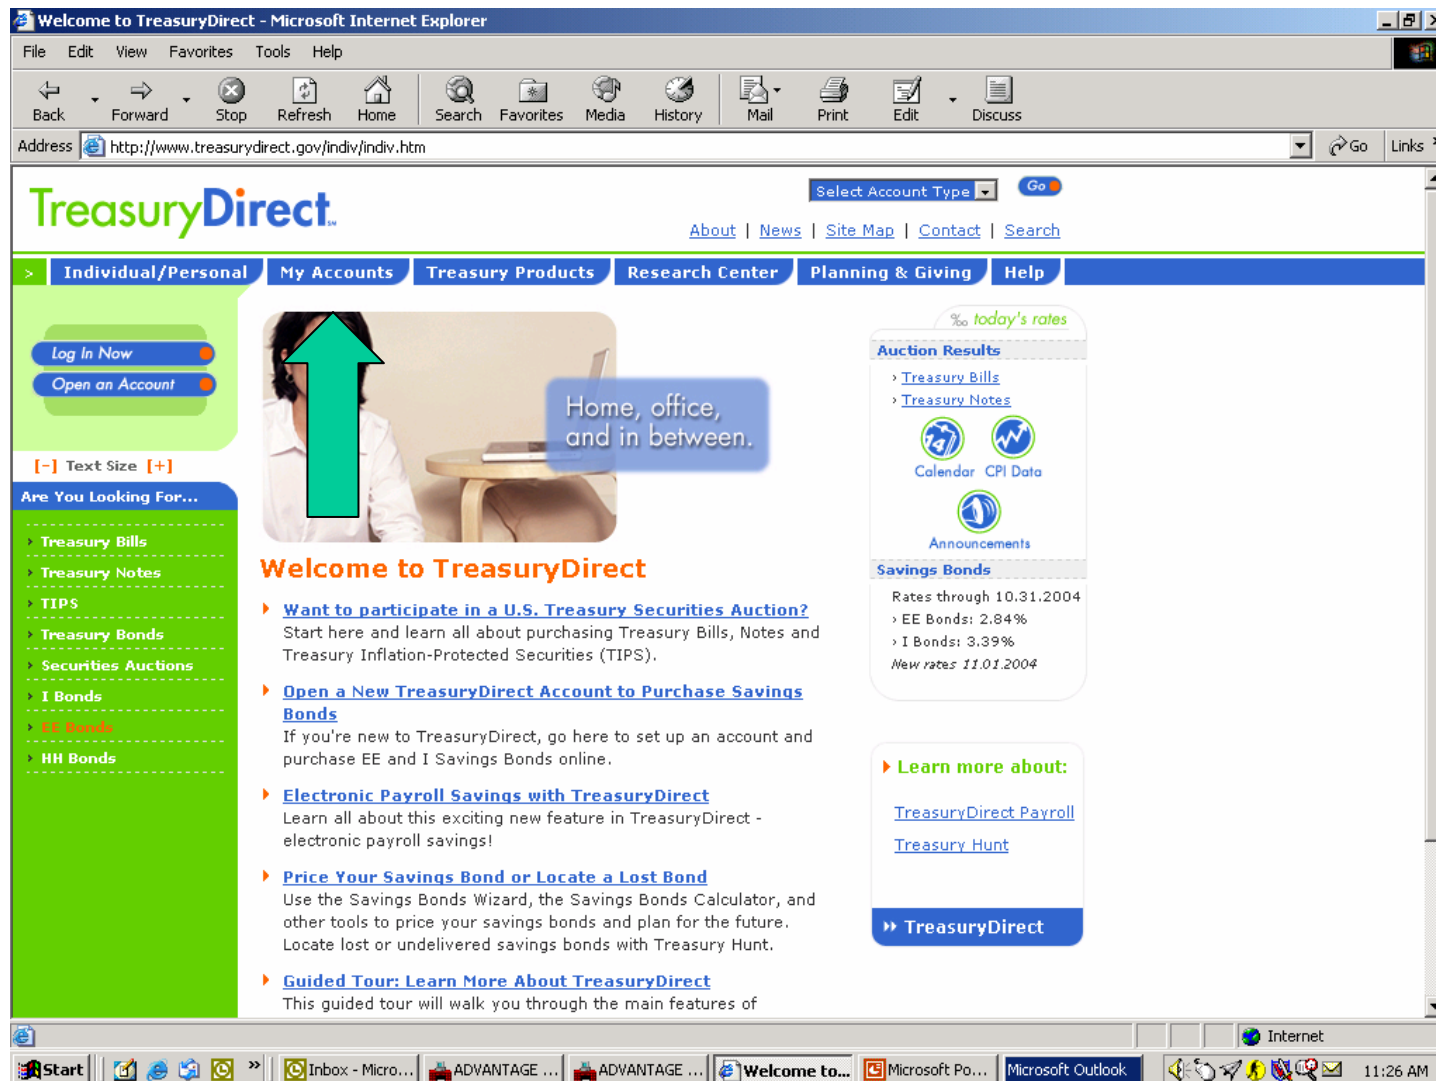 Welcome to TreasuryDirect - Microsoft Internet Explorer
File Edit View Favorites Tools Help
Back Forward Stop Refresh Home Search Favorites Media History Mail Print Edit Discuss
Address http://www.treasurydirect.gov/indiv/indiv.htm Go Links
TreasuryDirect SM
Select Account Type Go
About | News | Site Map | Contact | Search
> Individual/Personal My Accounts Treasury Products Research Center Planning & Giving Help
Log In Now
Open an Account
[-] Text Size [+]
Are You Looking For...
Treasury Bills
Treasury Notes
TIPS
Treasury Bonds
Securities Auctions
I Bonds
EE Bonds
HH Bonds
Home, office,
and in between.
Welcome to TreasuryDirect
Want to participate in a U.S. Treasury Securities Auction?
Start here and learn all about purchasing Treasury Bills, Notes and
Treasury Inflation-Protected Securities (TIPS).
Open a New TreasuryDirect Account to Purchase Savings
Bonds
If you're new to TreasuryDirect, go here to set up an account and
purchase EE and I Savings Bonds online.
Electronic Payroll Savings with TreasuryDirect
Learn all about this exciting new feature in TreasuryDirect -
electronic payroll savings!
Price Your Savings Bond or Locate a Lost Bond
Use the Savings Bonds Wizard, the Savings Bonds Calculator, and
other tools to price your savings bonds and plan for the future.
Locate lost or undelivered savings bonds with Treasury Hunt.
Guided Tour: Learn More About TreasuryDirect
This guided tour will walk you through the main features of
% today's rates
Auction Results
› Treasury Bills
› Treasury Notes
Calendar CPI Data
Announcements
Savings Bonds
Rates through 10.31.2004
› EE Bonds: 2.84%
› I Bonds: 3.39%
New rates 11.01.2004
Learn more about:
TreasuryDirect Payroll
Treasury Hunt
TreasuryDirect
Internet
Start Inbox - Micro... ADVANTAGE ... ADVANTAGE ... Welcome to... Microsoft Po... Microsoft Outlook 11:26 AM